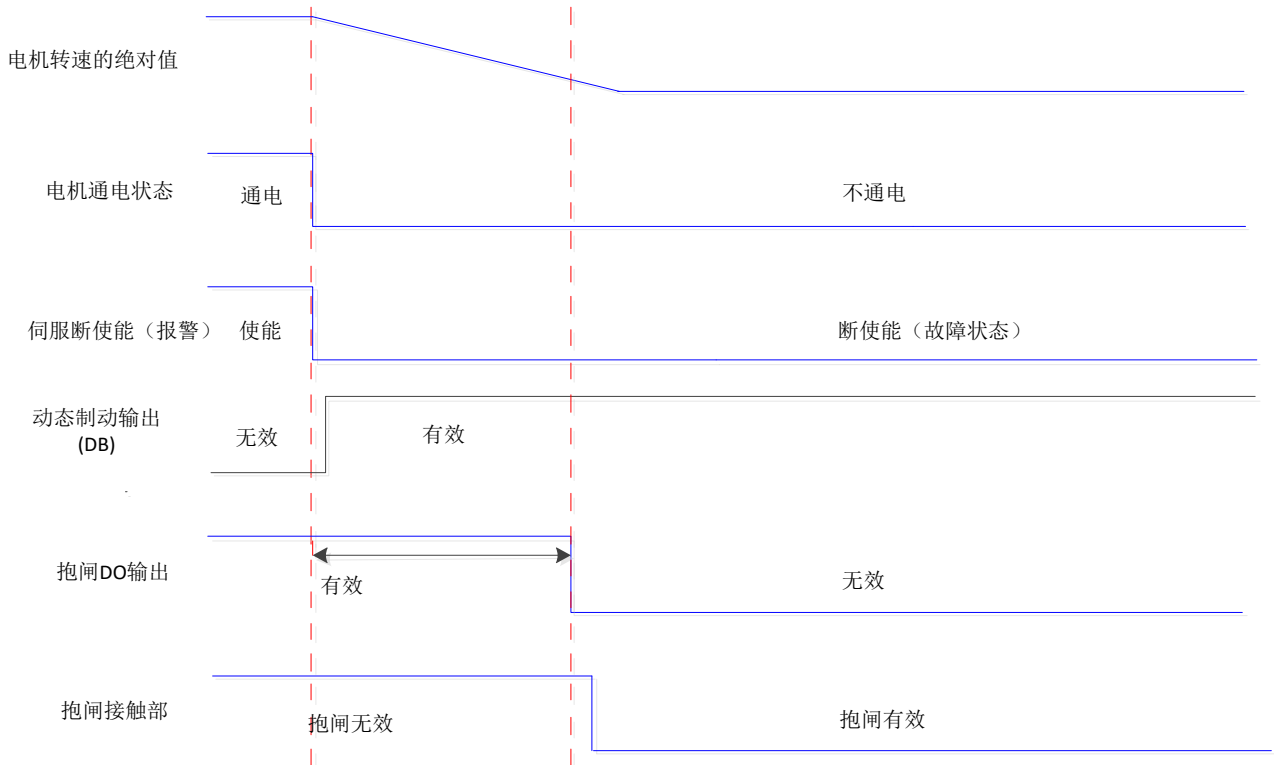 电机转速的绝对值
电机通电状态
通电
不通电
伺服断使能（报警）
使能
断使能（故障状态）
动态制动输出
(DB)
无效
有效
抱闸DO输出
有效
无效
抱闸接触部
抱闸无效
抱闸有效